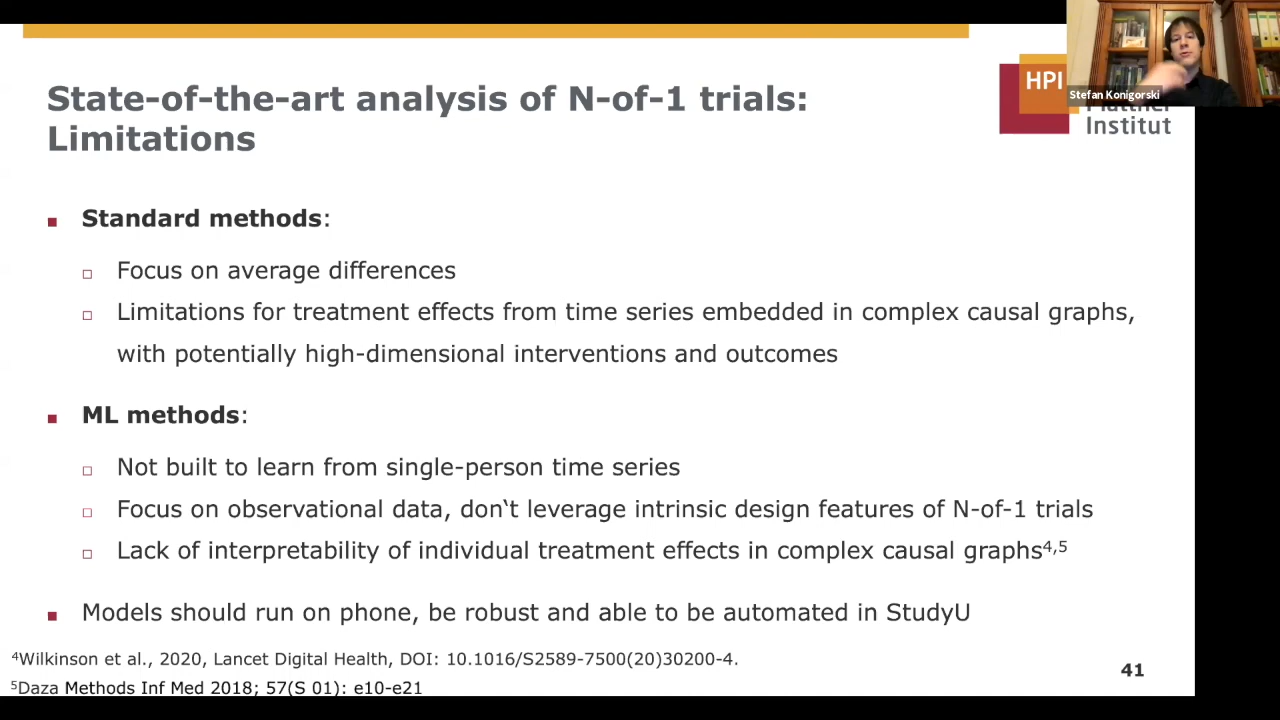 State-of-the-art analysis of N-of-1 trials:
Limitations
HPI
Stefan Konigorski
Institut
Standard methods:
Focus on average differences
Limitations for treatment effects from time series embedded in complex causal graphs,
with potentially high-dimensional interventions and outcomes
ML methods:
Not built to learn from single-person time series
Focus on observational data, don‘t leverage intrinsic design features of N-of-1 trials
Lack of interpretability of individual treatment effects in complex causal graphs⁴,⁵
Models should run on phone, be robust and able to be automated in StudyU
⁴Wilkinson et al., 2020, Lancet Digital Health, DOI: 10.1016/S2589-7500(20)30200-4.
⁵Daza Methods Inf Med 2018; 57(S 01): e10-e21
41